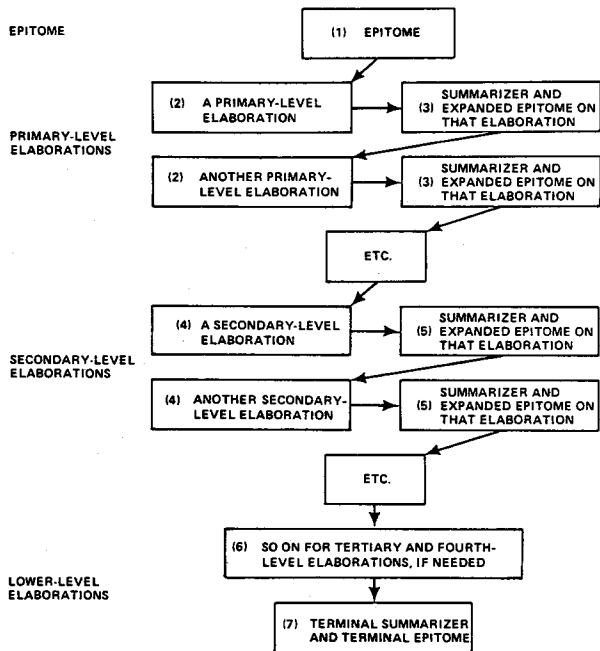 EPITOME
(1) EPITOME
PRIMARY-LEVEL
ELABORATIONS
(2) A PRIMARY-LEVEL
ELABORATION
SUMMARIZER AND
(3) EXPANDED EPITOME ON
THAT ELABORATION
(2) ANOTHER PRIMARY-
LEVEL ELABORATION
SUMMARIZER AND
(3) EXPANDED EPITOME ON
THAT ELABORATION
ETC.
SECONDARY-LEVEL
ELABORATIONS
(4) A SECONDARY-LEVEL
ELABORATION
SUMMARIZER AND
(5) EXPANDED EPITOME ON
THAT ELABORATION
(4) ANOTHER SECONDARY-
LEVEL ELABORATION
SUMMARIZER AND
(5) EXPANDED EPITOME ON
THAT ELABORATION
ETC.
LOWER-LEVEL
ELABORATIONS
(6) SO ON FOR TERTIARY AND FOURTH-
LEVEL ELABORATIONS, IF NEEDED
(7) TERMINAL SUMMARIZER
AND TERMINAL EPITOME